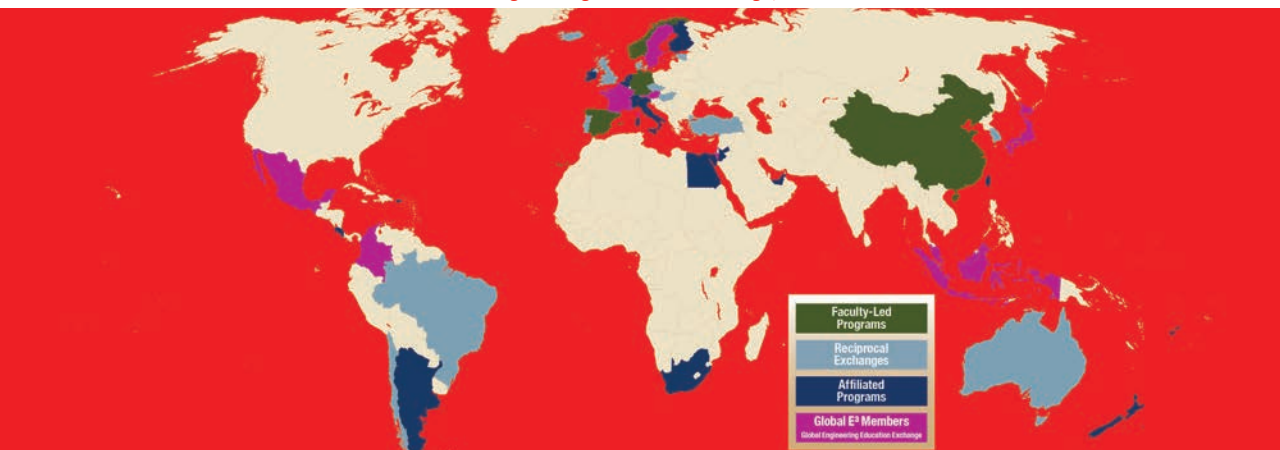 Faculty-Led
Programs
Reciprocal
Exchanges
Affiliated
Programs
Global E³ Members
Global Engineering Education Exchange